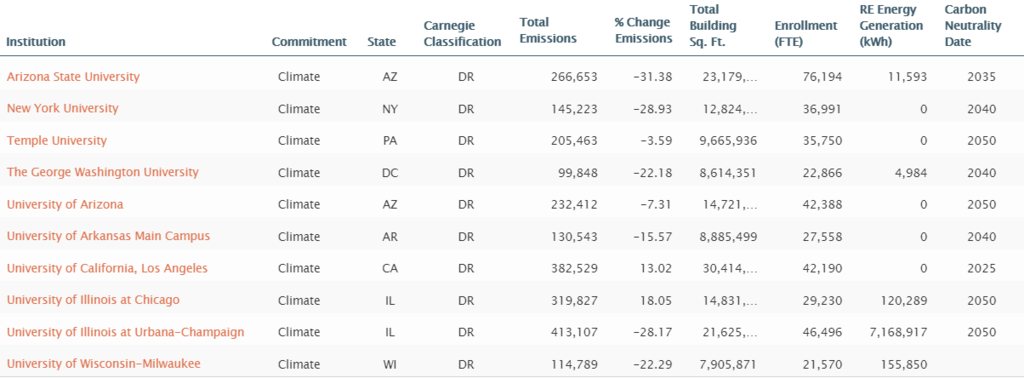 Institution Commitment State Carnegie Classification Total Emissions % Change Emissions Total Building Sq. Ft. Enrollment (FTE) RE Energy Generation (kWh) Carbon Neutrality Date
Arizona State University Climate AZ DR 266,653 −31.38 23,179,... 76,194 11,593 2035
New York University Climate NY DR 145,223 −28.93 12,824,... 36,991 0 2040
Temple University Climate PA DR 205,463 −3.59 9,665,936 35,750 0 2050
The George Washington University Climate DC DR 99,848 −22.18 8,614,351 22,866 4,984 2040
University of Arizona Climate AZ DR 232,412 −7.31 14,721,... 42,388 0 2050
University of Arkansas Main Campus Climate AR DR 130,543 −15.57 8,885,499 27,558 0 2040
University of California, Los Angeles Climate CA DR 382,529 13.02 30,414,... 42,190 0 2025
University of Illinois at Chicago Climate IL DR 319,827 18.05 14,831,... 29,230 120,289 2050
University of Illinois at Urbana−Champaign Climate IL DR 413,107 −28.17 21,625,... 46,496 7,168,917 2050
University of Wisconsin−Milwaukee Climate WI DR 114,789 −22.29 7,905,871 21,570 155,850